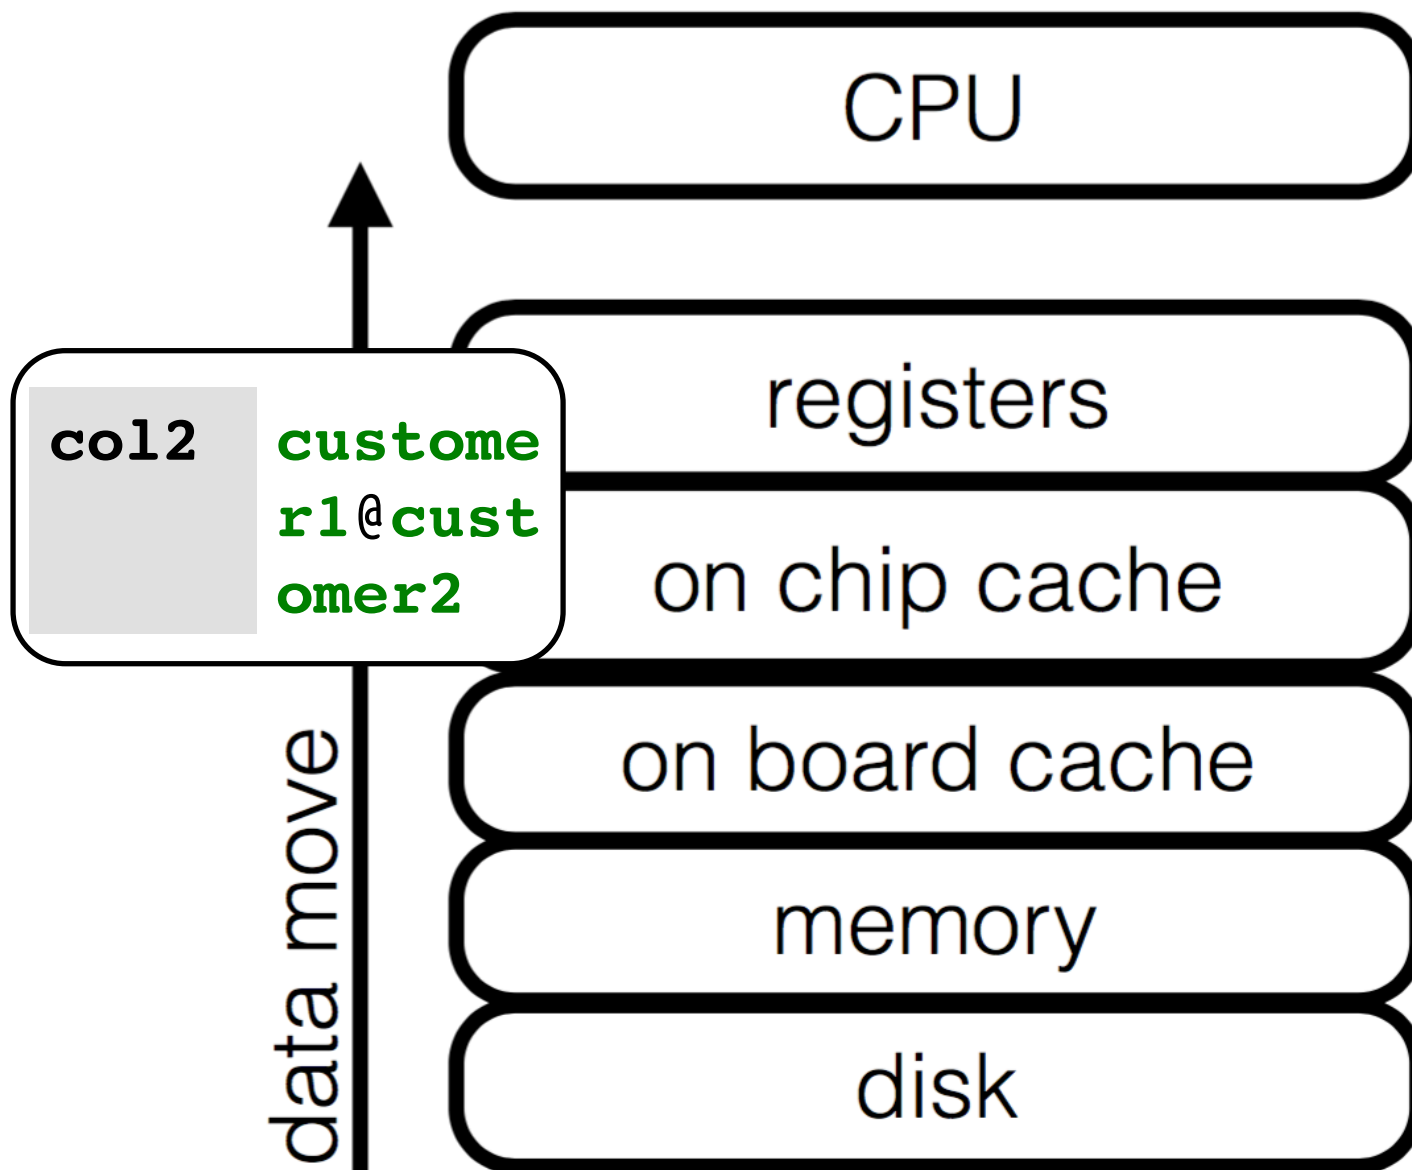 CPU
registers
col2 custome
r1@cust
omer2
on chip cache
on board cache
memory
disk
data move